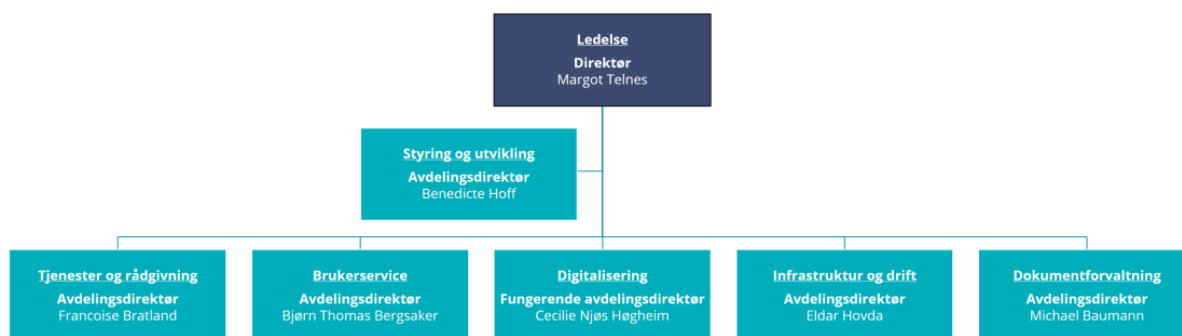 Ledelse
Direktør
Margot Telnes
Styring og utvikling
Avdelingsdirektør
Benedicte Hoff
Tjenester og rådgivning
Avdelingsdirektør
Francoise Bratland
Brukerservice
Avdelingsdirektør
Bjørn Thomas Bergsaker
Digitalisering
Fungerende avdelingsdirektør
Cecilie Njøs Høgheim
Infrastruktur og drift
Avdelingsdirektør
Eldar Hovda
Dokumentforvaltning
Avdelingsdirektør
Michael Baumann